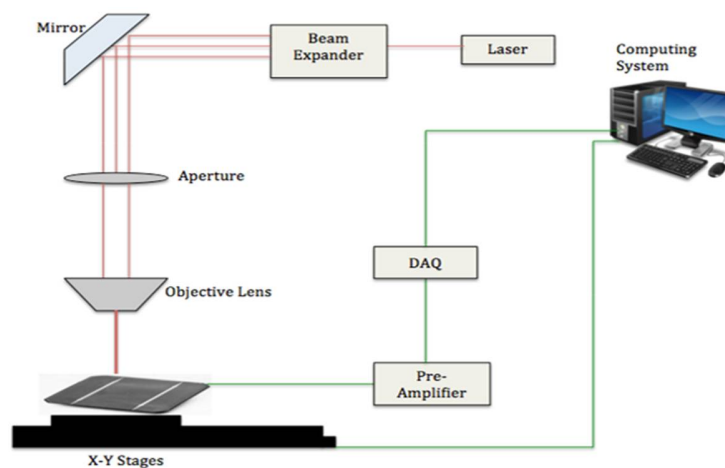 Mirror
Beam
Expander
Laser
Computing
System
Aperture
DAQ
Objective Lens
Pre-
Amplifier
X-Y Stages